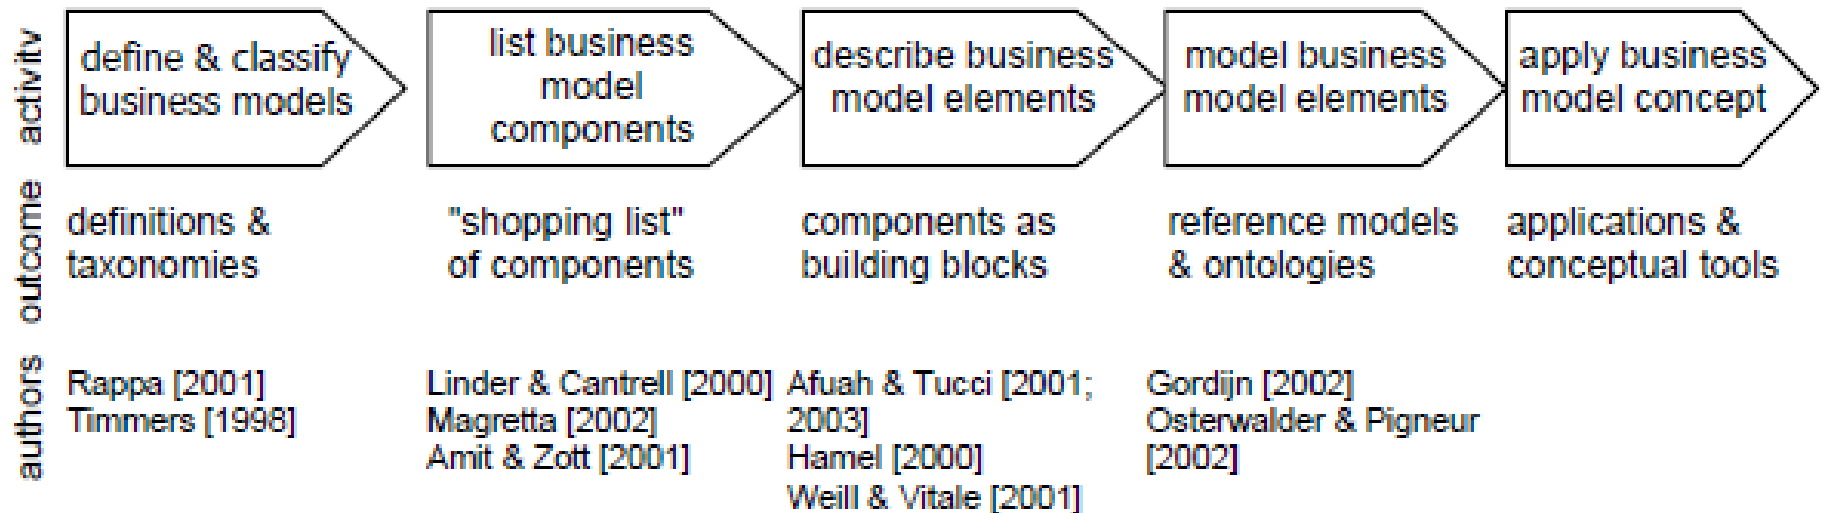 activity
define & classify
business models
list business
model
components
describe business
model elements
model business
model elements
apply business
model concept
outcome
definitions &
taxonomies
"shopping list"
of components
components as
building blocks
reference models
& ontologies
applications &
conceptual tools
authors
Rappa [2001]
Timmers [1998]
Linder & Cantrell [2000]
Magretta [2002]
Amit & Zott [2001]
Afuah & Tucci [2001;
2003]
Hamel [2000]
Weill & Vitale [2001]
Gordijn [2002]
Osterwalder & Pigneur
[2002]